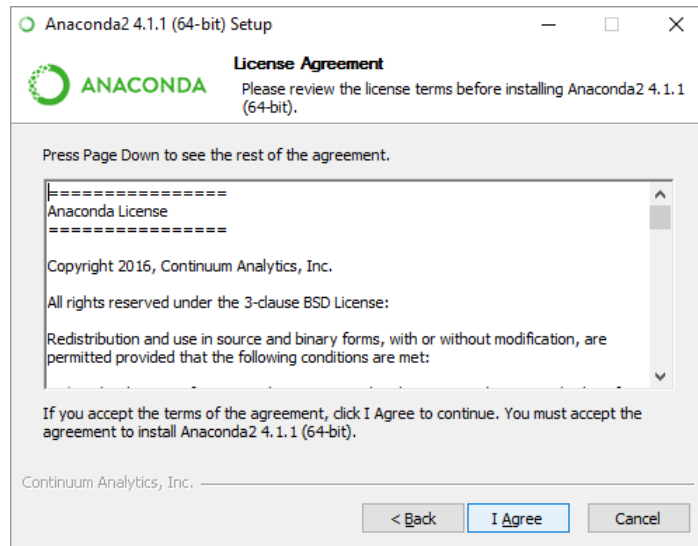 Anaconda2 4.1.1 (64-bit) Setup
ANACONDA
License Agreement
Please review the license terms before installing Anaconda2 4.1.1
(64-bit).
Press Page Down to see the rest of the agreement.
================
Anaconda License
================
Copyright 2016, Continuum Analytics, Inc.
All rights reserved under the 3-clause BSD License:
Redistribution and use in source and binary forms, with or without modification, are
permitted provided that the following conditions are met:
If you accept the terms of the agreement, click I Agree to continue. You must accept the
agreement to install Anaconda2 4.1.1 (64-bit).
Continuum Analytics, Inc.
< Back
I Agree
Cancel